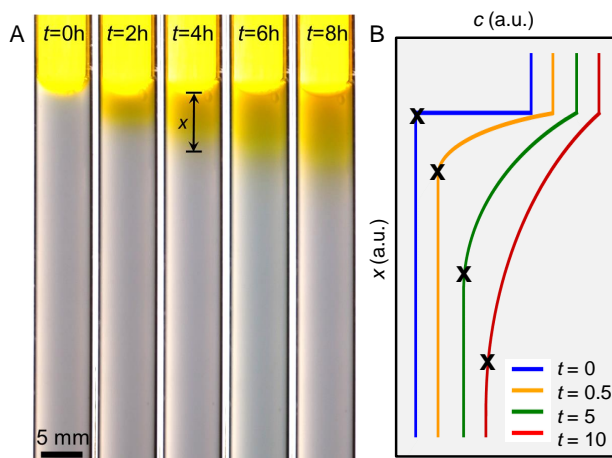 A
t=0h
t=2h
t=4h
t=6h
t=8h
x
5 mm
B
c (a.u.)
x (a.u.)
X
X
X
X
t = 0
t = 0.5
t = 5
t = 10